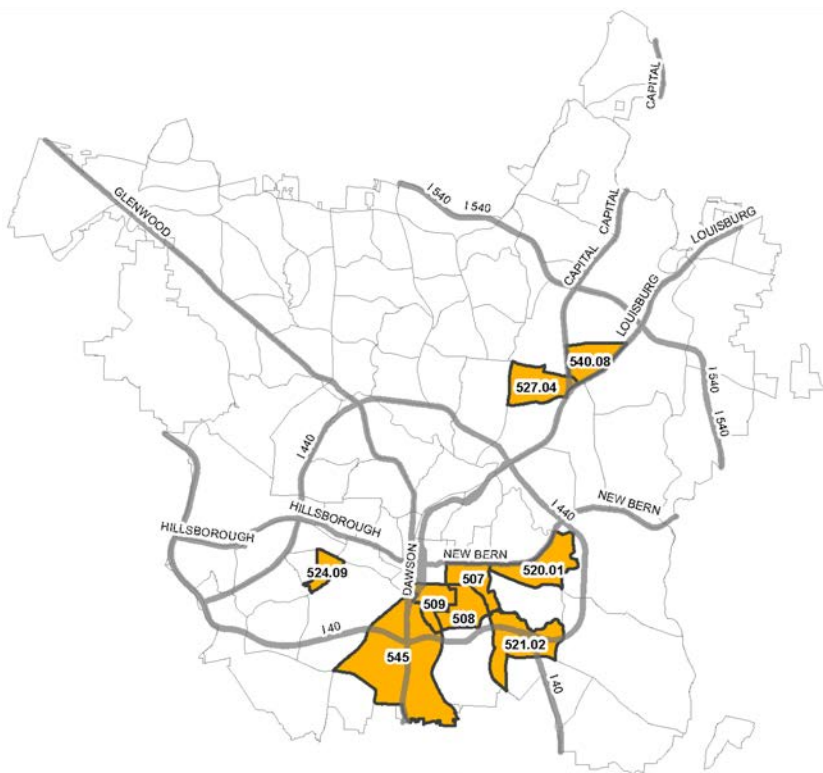 CAPITAL
GLENWOOD
I 540
I 540
CAPITAL
CAPITAL
LOUISBURG
LOUISBURG
540.08
527.04
I 540
I 540
I 440
NEW BERN
I 440
HILLSBOROUGH
HILLSBOROUGH
DAWSON
NEW BERN
520.01
507
524.09
509
508
I 40
521.02
545
I 40